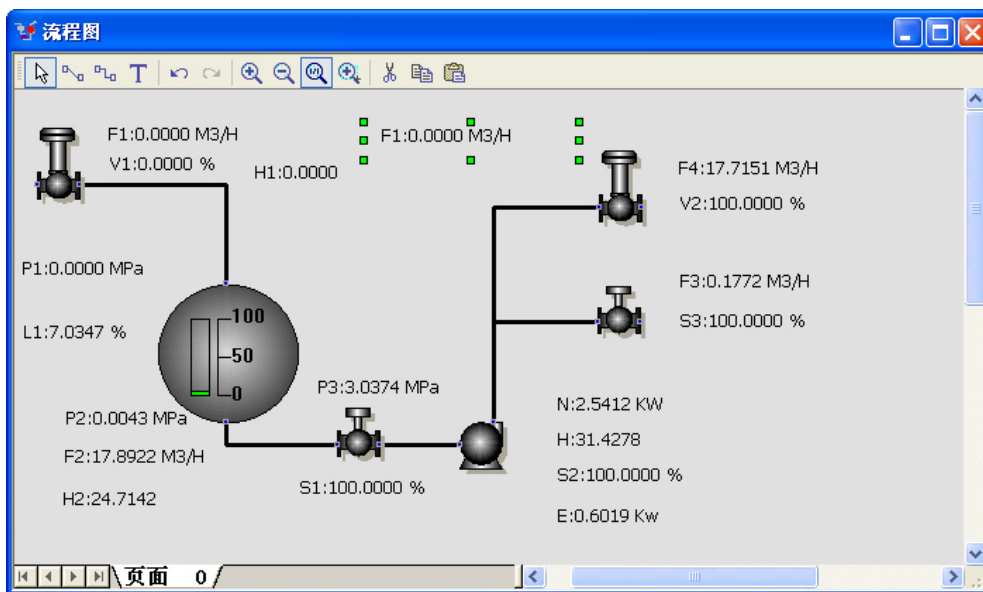 流程图
T
F1:0.0000 M3/H
V1:0.0000 %
H1:0.0000
F1:0.0000 M3/H
F4:17.7151 M3/H
V2:100.0000 %
P1:0.0000 MPa
F3:0.1772 M3/H
L1:7.0347 %
100
S3:100.0000 %
50
0
P3:3.0374 MPa
P2:0.0043 MPa
N:2.5412 KW
F2:17.8922 M3/H
H:31.4278
S1:100.0000 %
S2:100.0000 %
H2:24.7142
E:0.6019 Kw
页面 0